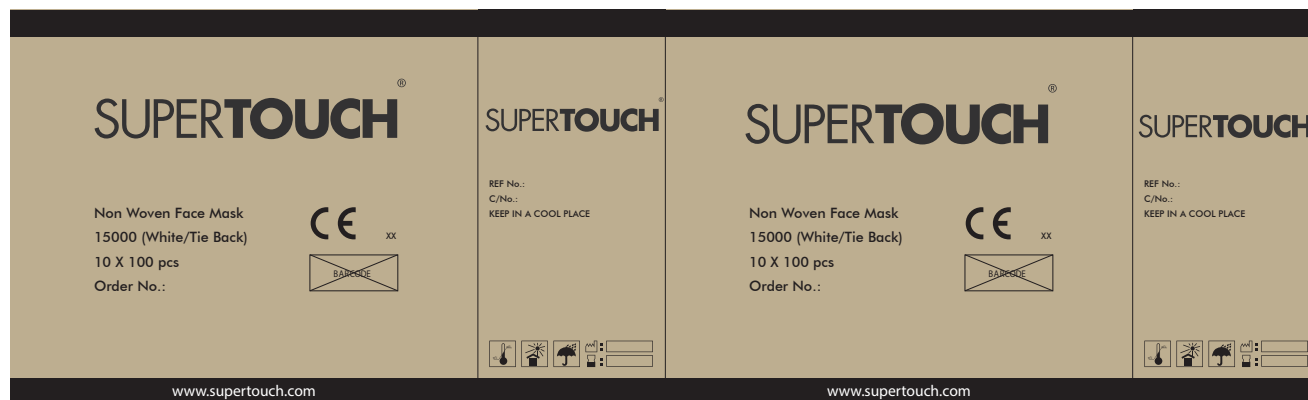 SUPERTOUCH®
Non Woven Face Mask
15000 (White/Tie Back)
10 X 100 pcs
Order No.:
CE
XX
BARCODE
www.supertouch.com
SUPERTOUCH®
REF No.:
C/No.:
KEEP IN A COOL PLACE
SUPERTOUCH®
Non Woven Face Mask
15000 (White/Tie Back)
10 X 100 pcs
Order No.:
CE
XX
BARCODE
www.supertouch.com
SUPERTOUCH
REF No.:
C/No.:
KEEP IN A COOL PLACE